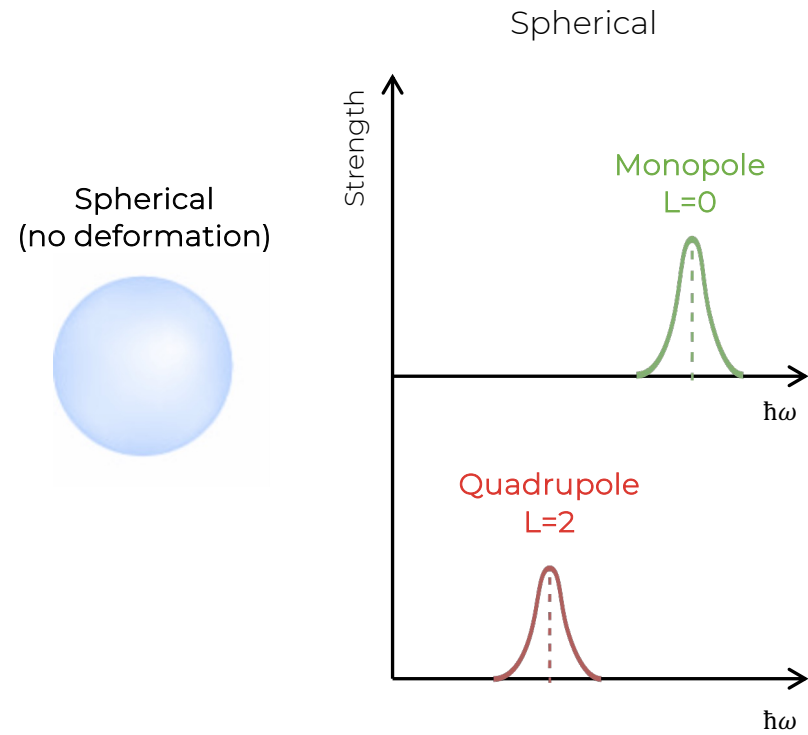 Spherical
Strength
Monopole
L=0
Spherical
(no deformation)
ħω
Quadrupole
L=2
ħω